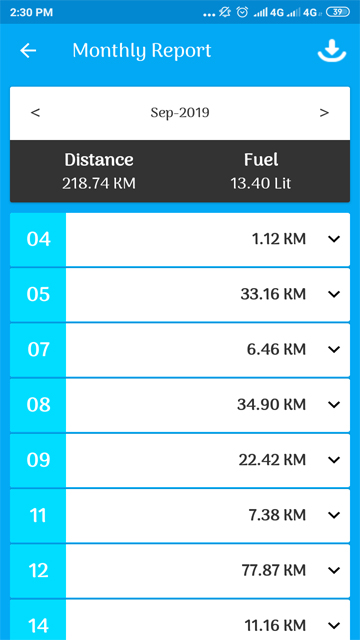 2:30 PM 4G 4G 39
Monthly Report
< Sep-2019 >
Distance Fuel
218.74 KM 13.40 Lit
04 1.12 KM
05 33.16 KM
07 6.46 KM
08 34.90 KM
09 22.42 KM
11 7.38 KM
12 77.87 KM
14 11.16 KM